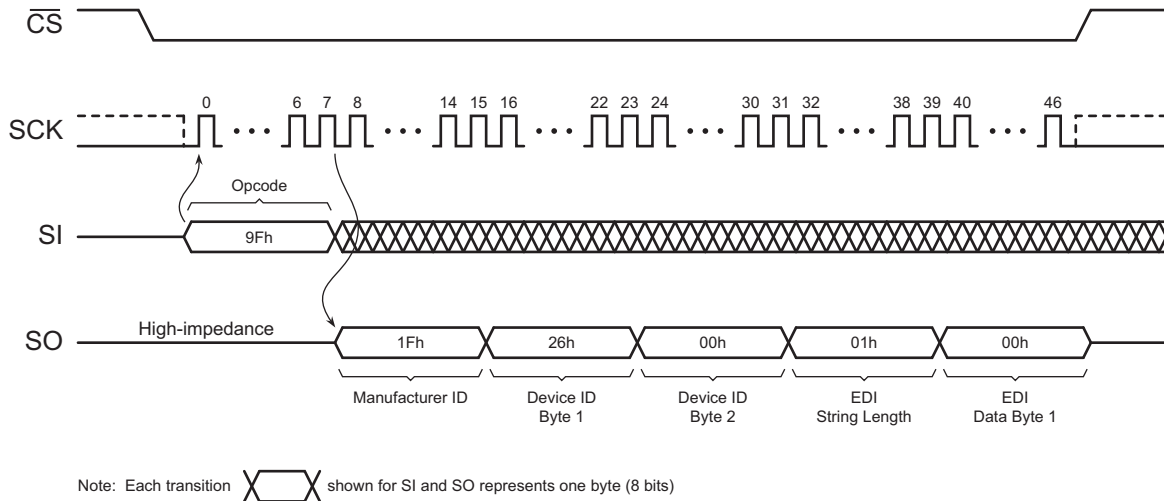 CS
SCK
0 6 7 8 14 15 16 22 23 24 30 31 32 38 39 40 46
Opcode
SI
9Fh
High-impedance
SO
1Fh 26h 00h 01h 00h
Manufacturer ID
Device ID
Byte 1
Device ID
Byte 2
EDI
String Length
EDI
Data Byte 1
Note: Each transition shown for SI and SO represents one byte (8 bits)